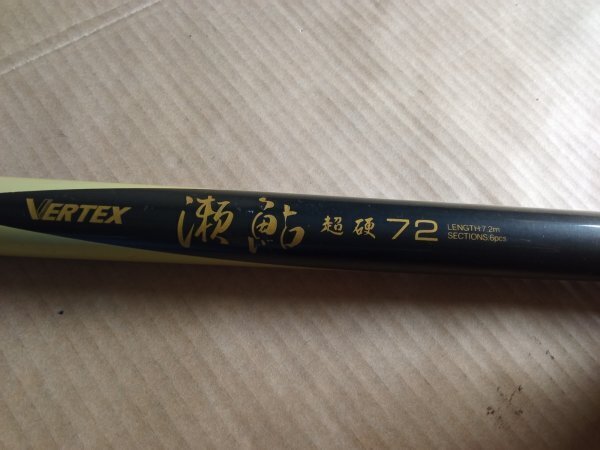 VERTEX 瀬鮎 超硬 72
LENGTH:7.2m
SECTIONS:6pcs